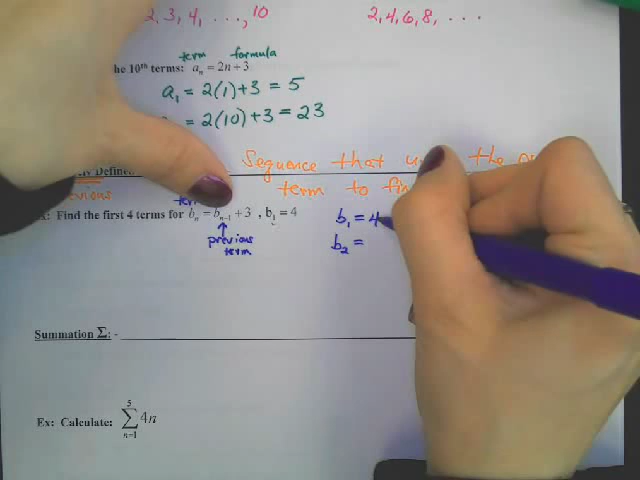 2, 3, 4, ..., 10 2, 4, 6, 8, ...
term formula
he 10th terms: aₙ = 2n + 3
a₁ = 2(1) + 3 = 5
= 2(10) + 3 = 23
Sequence that the
Define
term to
Find the first 4 terms for bₙ = bₙ₋₁ + 3 , b₁ = 4 b₁ = 4
previous b₂ =
term
Summation Σ: -
Ex: Calculate: \sum_{n=1}^{5} 4n